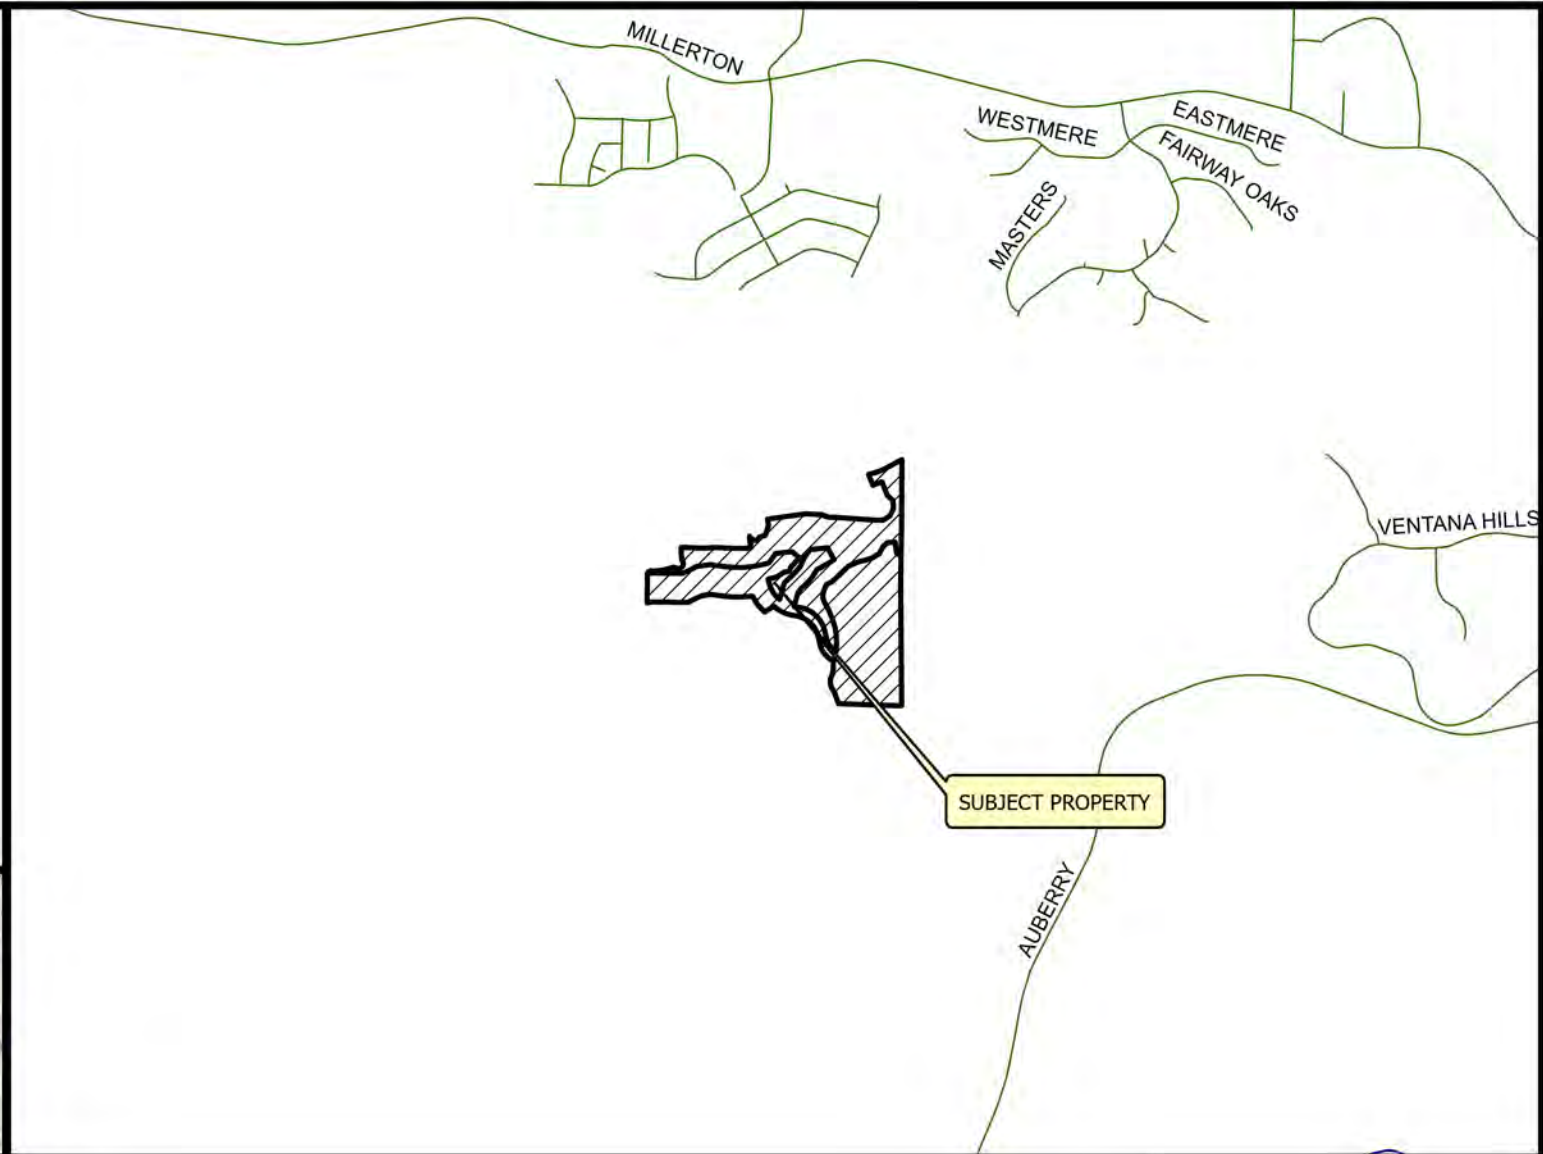 MILLERTON
WESTMERE
EASTMERE
FAIRWAY OAKS
MASTERS
VENTANA HILLS
SUBJECT PROPERTY
AUBERRY